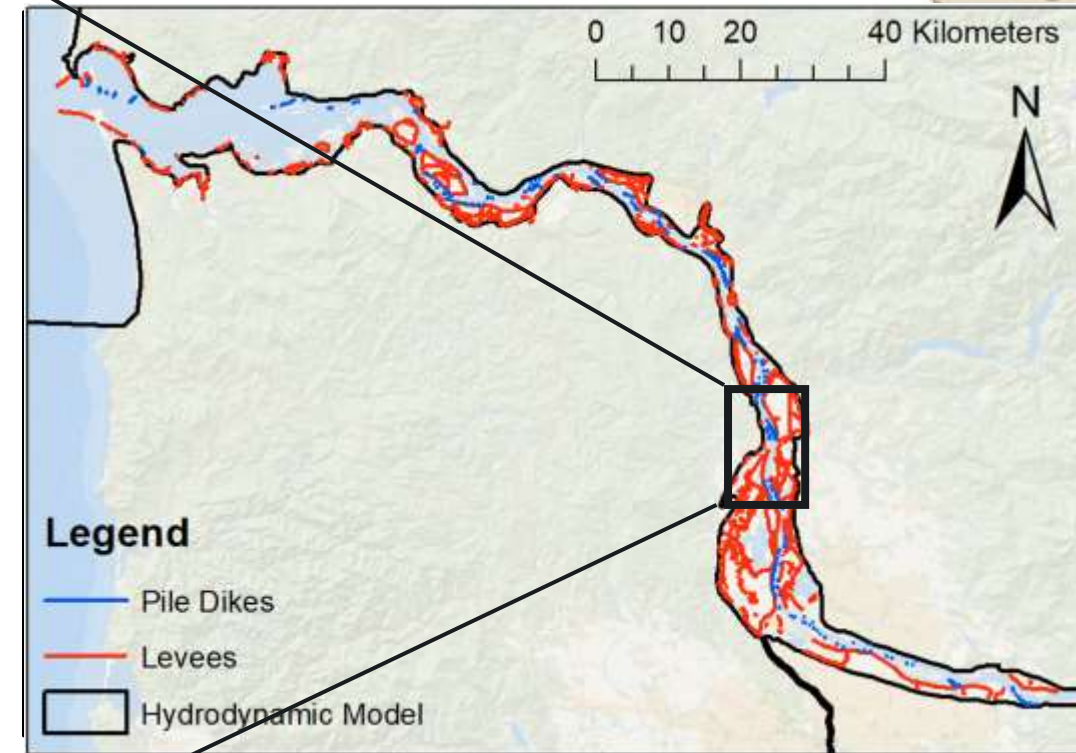 0 10 20 40 Kilometers
N
Legend
Pile Dikes
Levees
Hydrodynamic Model